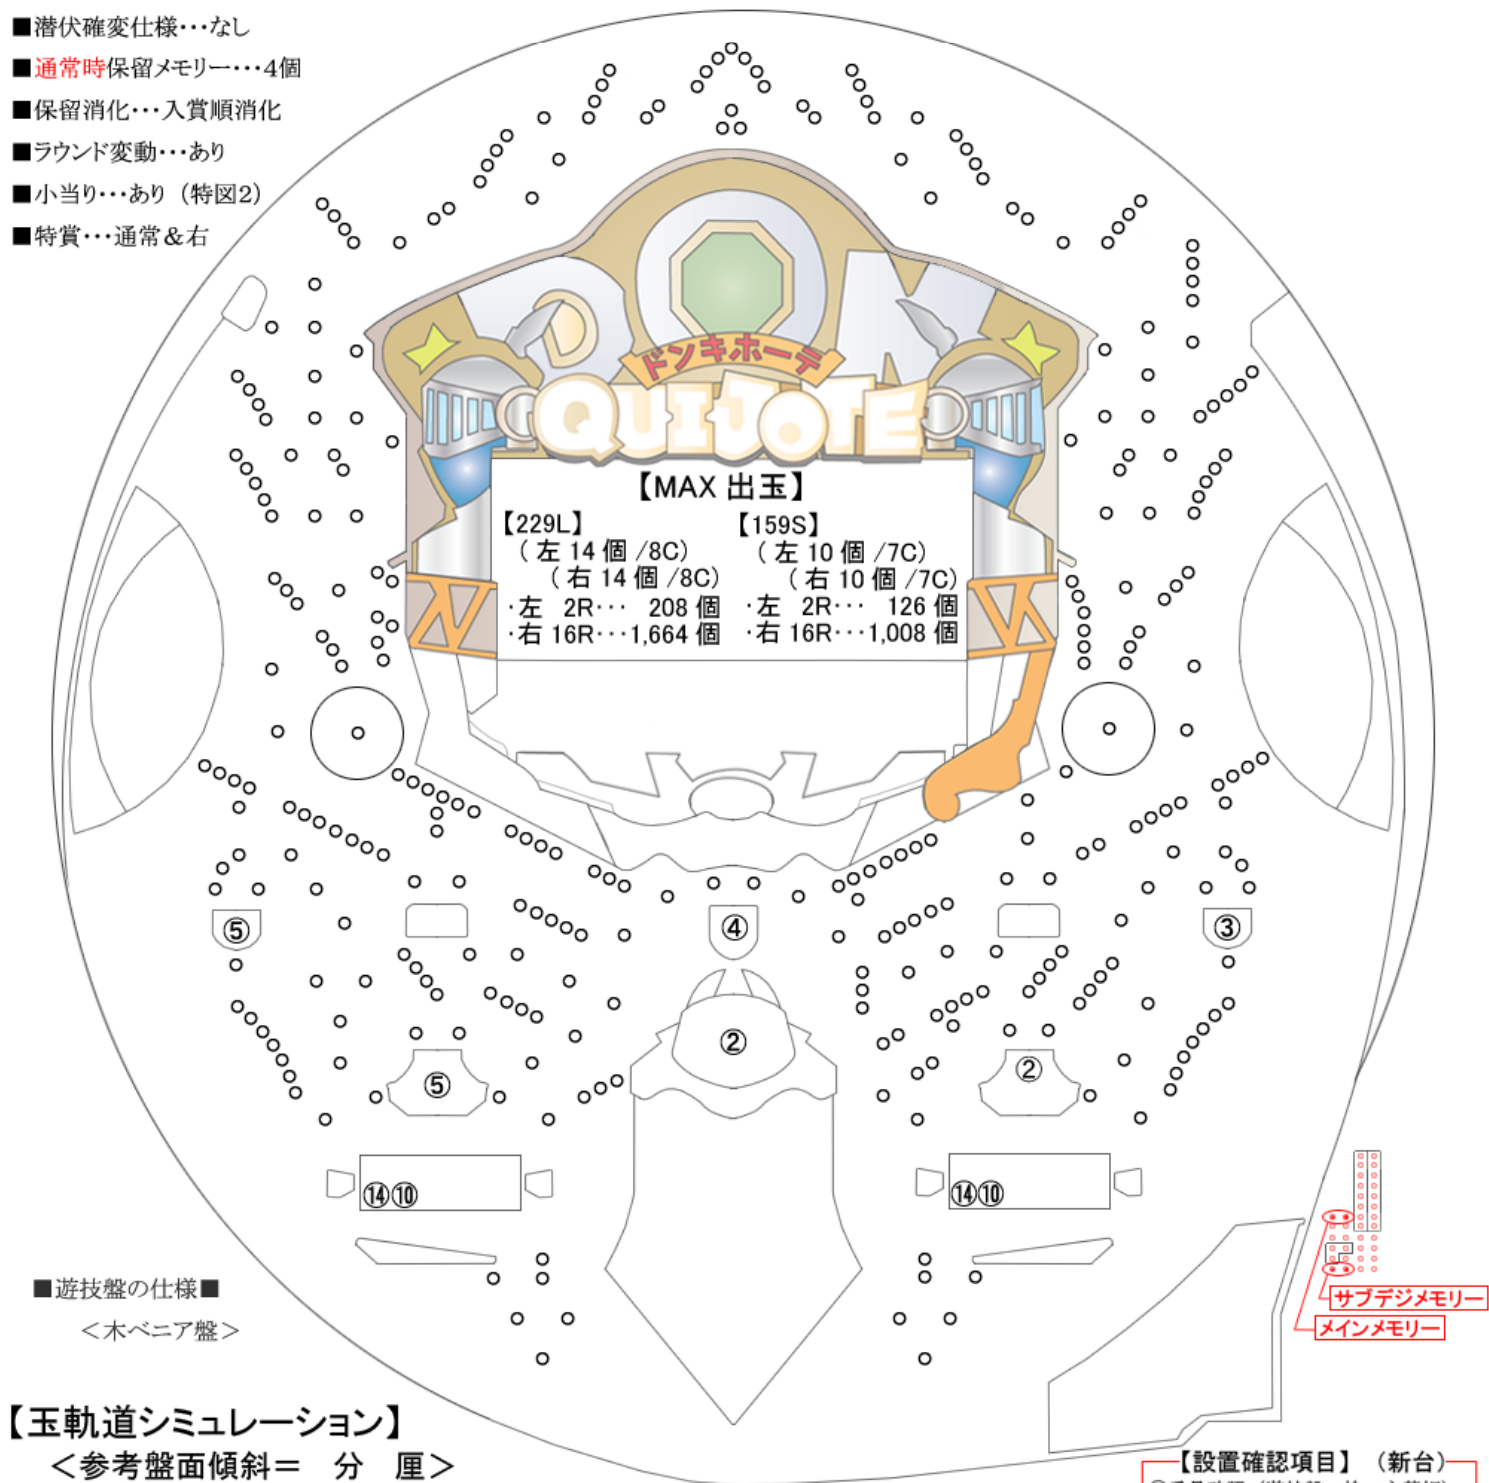 ■潜伏確変仕様・・・なし
■通常時保留メモリー・・・4個
■保留消化・・・入賞順消化
■ラウンド変動・・・あり
■小当り・・・あり（特図2）
■特賞・・・通常＆右
DON
ドンキホーテ
QUIJOTE
【MAX 出玉】
【229L】
（左 14 個 /8C）
（右 14 個 /8C）
・左 2R・・・ 208 個
・右 16R・・・1,664 個
【159S】
（左 10 個 /7C）
（右 10 個 /7C）
・左 2R・・・ 126 個
・右 16R・・・1,008 個
⑤
④
③
②
⑤
②
⑭⑩
⑭⑩
サブデジメモリー
メインメモリー
■遊技盤の仕様■
＜木ベニア盤＞
【玉軌道シミュレーション】
＜参考盤面傾斜＝ 分 厘＞
【設置確認項目】（新台）